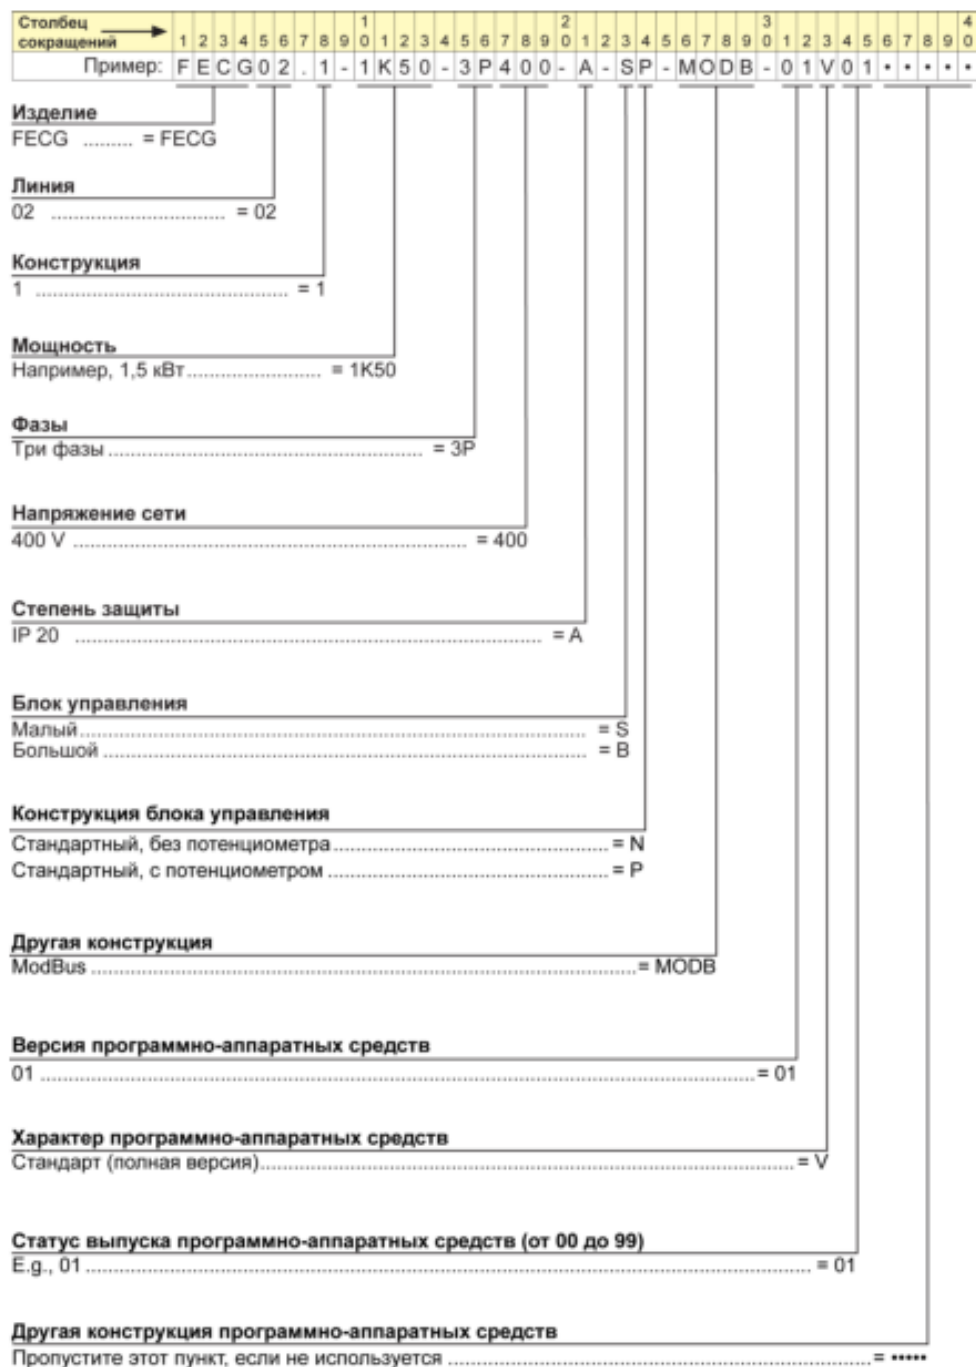 Столбец сокращений 1 2 3 4 5 6 7 8 9 10 1 2 3 4 5 6 7 8 9 20 1 2 3 4 5 6 7 8 9 30 1 2 3 4 5 6 7 8 9 40
Пример: F E C G 0 2 . 1 - 1 K 5 0 - 3 P 4 0 0 - A - S P - M O D B - 0 1 V 0 1 • • • • •
Изделие
FECG ......... = FECG
Линия
02 ................................ = 02
Конструкция
1 ............................................. = 1
Мощность
Например, 1,5 кВт........................ = 1K50
Фазы
Три фазы ........................................................ = 3P
Напряжение сети
400 V ...................................................................... = 400
Степень защиты
IP 20 .................................................................................... = A
Блок управления
Малый.......................................................................................... = S
Большой ...................................................................................... = B
Конструкция блока управления
Стандартный, без потенциометра ................................................. = N
Стандартный, с потенциометром .................................................. = P
Другая конструкция
ModBus .................................................................................................= MODB
Версия программно-аппаратных средств
01 ..............................................................................................................................= 01
Характер программно-аппаратных средств
Стандарт (полная версия)...............................................................................................= V
Статус выпуска программно-аппаратных средств (от 00 до 99)
E.g., 01 ................................................................................................................................. = 01
Другая конструкция программно-аппаратных средств
Пропустите этот пункт, если не используется ..........................................................................= •••••